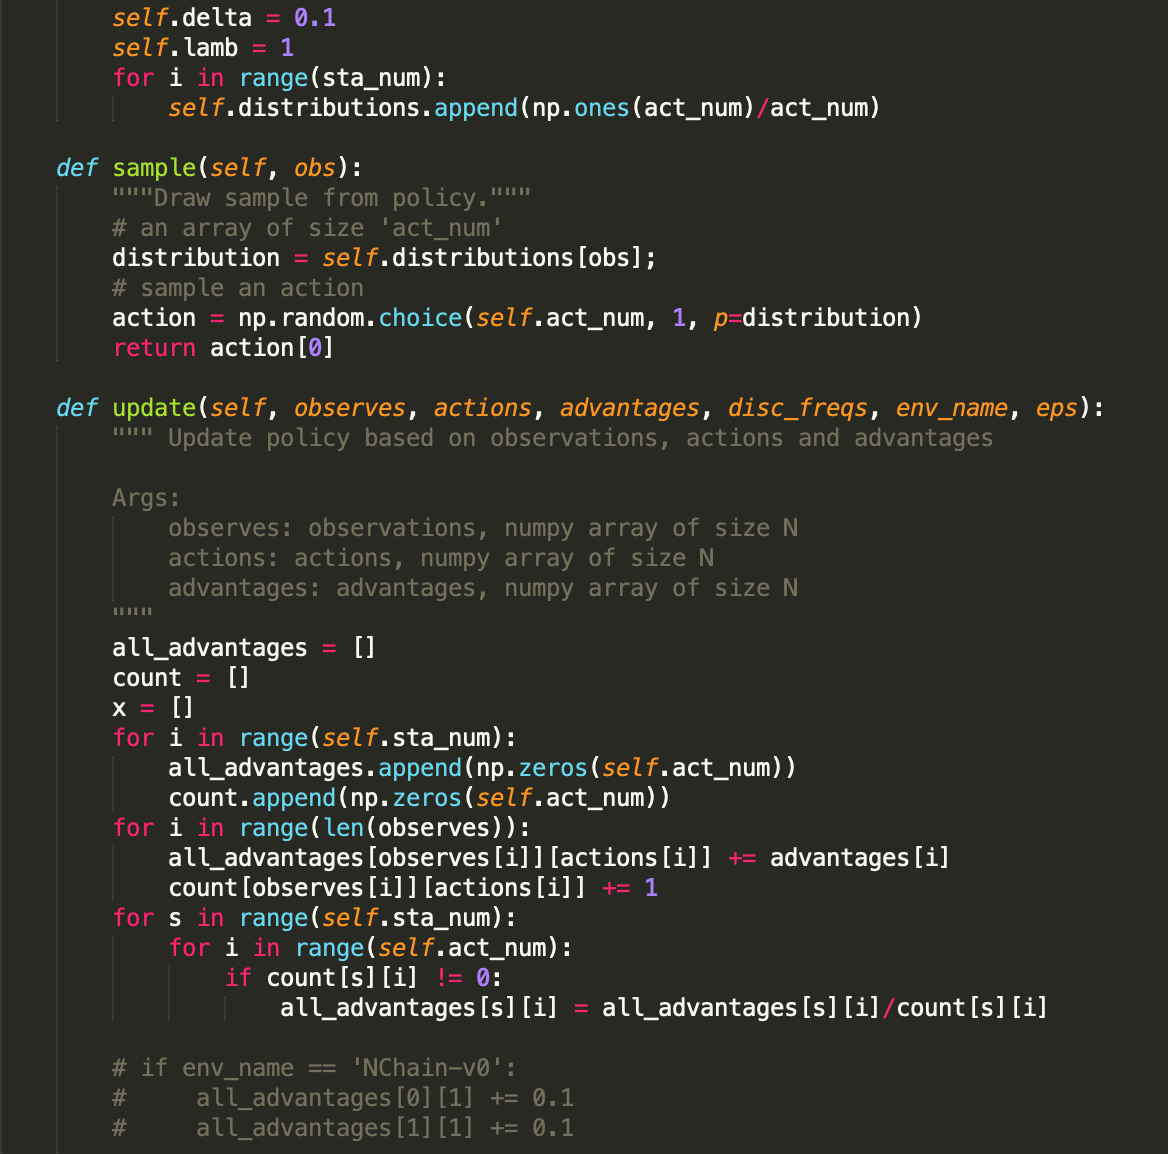 self.delta = 0.1
self.lamb = 1
for i in range(sta_num):
self.distributions.append(np.ones(act_num)/act_num)
def sample(self, obs):
"""Draw sample from policy."""
# an array of size 'act_num'
distribution = self.distributions[obs];
# sample an action
action = np.random.choice(self.act_num, 1, p=distribution)
return action[0]
def update(self, observes, actions, advantages, disc_freqs, env_name, eps):
""" Update policy based on observations, actions and advantages
Args:
observes: observations, numpy array of size N
actions: actions, numpy array of size N
advantages: advantages, numpy array of size N
"""
all_advantages = []
count = []
x = []
for i in range(self.sta_num):
all_advantages.append(np.zeros(self.act_num))
count.append(np.zeros(self.act_num))
for i in range(len(observes)):
all_advantages[observes[i]][actions[i]] += advantages[i]
count[observes[i]][actions[i]] += 1
for s in range(self.sta_num):
for i in range(self.act_num):
if count[s][i] != 0:
all_advantages[s][i] = all_advantages[s][i]/count[s][i]
# if env_name == 'NChain-v0':
#     all_advantages[0][1] += 0.1
#     all_advantages[1][1] += 0.1